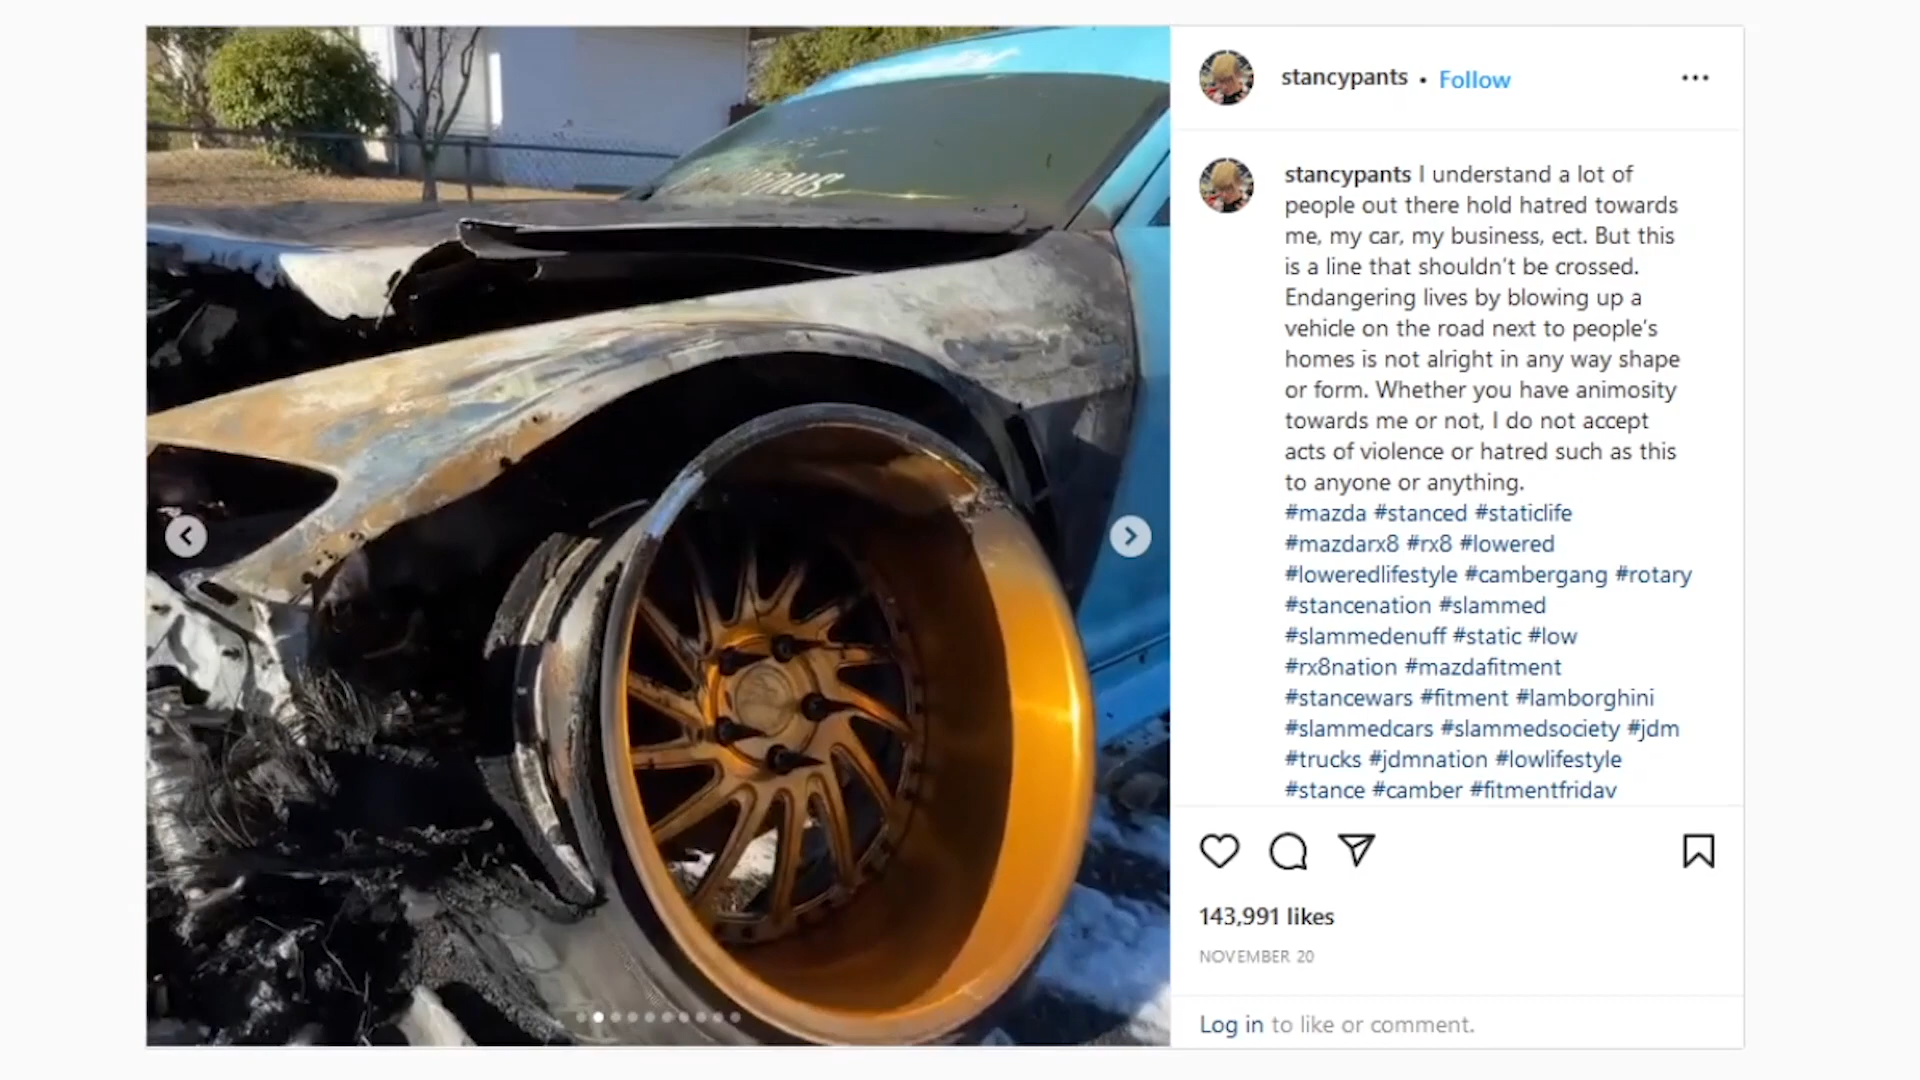 stancypants • Follow
stancypants I understand a lot of
people out there hold hatred towards
me, my car, my business, ect. But this
is a line that shouldn't be crossed.
Endangering lives by blowing up a
vehicle on the road next to people's
homes is not alright in any way shape
or form. Whether you have animosity
towards me or not, I do not accept
acts of violence or hatred such as this
to anyone or anything.
#mazda #stanced #staticlife
#mazdarx8 #rx8 #lowered
#loweredlifestyle #cambergang #rotary
#stancenation #slammed
#slammedenuff #static #low
#rx8nation #mazdafitment
#stancewars #fitment #lamborghini
#slammedcars #slammedsociety #jdm
#trucks #jdmnation #lowlifestyle
#stance #camber #fitmentfriday
143,991 likes
NOVEMBER 20
Log in to like or comment.